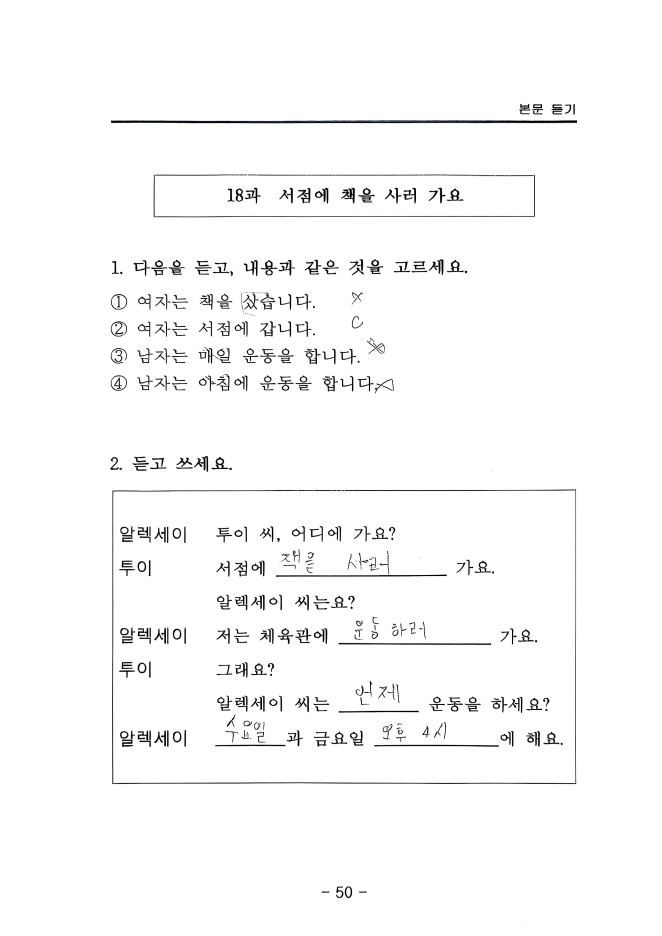 본문 듣기
18과 서점에 책을 사러 가요
1. 다음을 듣고, 내용과 같은 것을 고르세요.
① 여자는 책을 샀습니다. X
② 여자는 서점에 갑니다.
③ 남자는 매일 운동을 합니다.
④ 남자는 아침에 운동을 합니다.
2. 듣고 쓰세요.
알렉세이 투이 씨, 어디에 가요?
투이 서점에 책을 사러 가요.
알렉세이 씨는요?
알렉세이 저는 체육관에 운동 하러 가요.
투이 그래요?
알렉세이 씨는 언제 운동을 하세요?
알렉세이 수요일과 금요일 오후 4시에 해요.
- 50 -